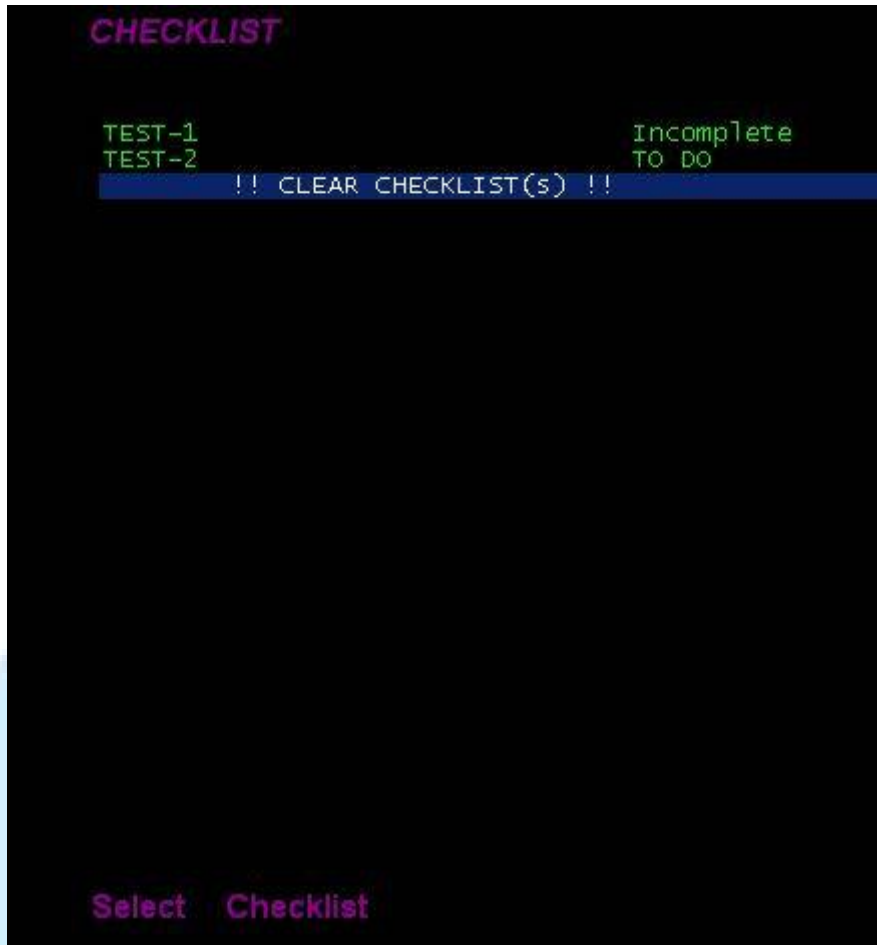 CHECKLIST
TEST-1 Incomplete
TEST-2 TO DO
!! CLEAR CHECKLIST(s) !!
Select Checklist